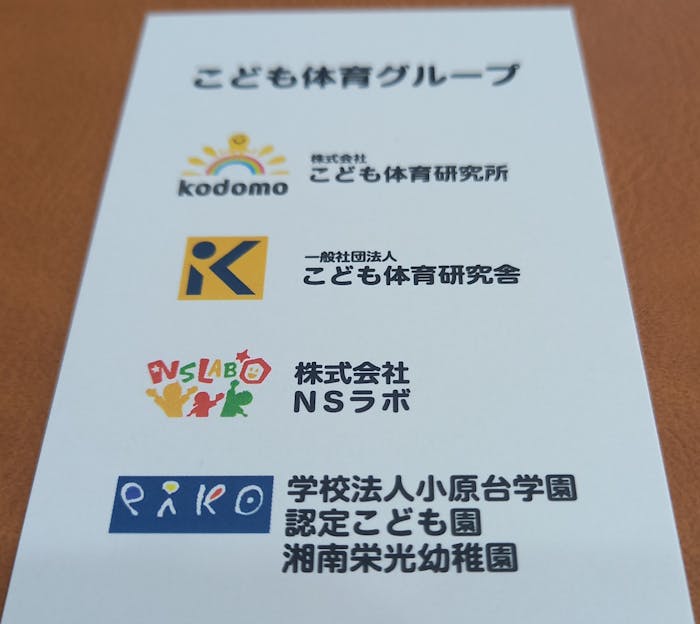 こども体育グループ
kodomo
株式会社
こども体育研究所
K
一般社団法人
こども体育研究舎
NSLABO
株式会社
NSラボ
PiKO
学校法人小原台学園
認定こども園
湘南栄光幼稚園